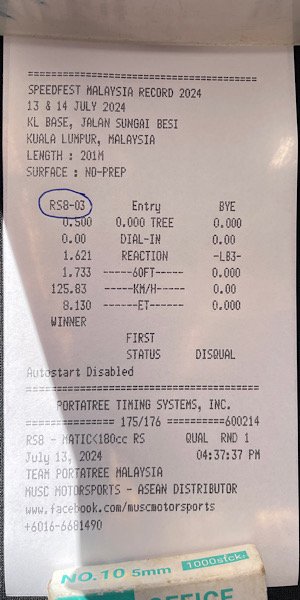 ================================
SPEEDFEST MALAYSIA RECORD 2024
13 & 14 JULY 2024
KL BASE, JALAN SUNGAI BESI
KUALA LUMPUR, MALAYSIA
LENGTH : 201M
SURFACE : NO-PREP
RS8-03 Entry BYE
0.500 0.000 TREE 0.000
0.00 DIAL-IN 0.00
1.621 REACTION -LB3-
1.733 -----60FT----- 0.000
125.83 -----KM/H----- 0.00
8.130 ------ET------ 0.000
WINNER
FIRST
STATUS DISQUAL
Autostart Disabled
================================
PORTATREE TIMING SYSTEMS, INC.
============ 175/176 ==========600214
RS8 - MATIC<180cc RS QUAL RND 1
July 13, 2024 04:37:37 PM
TEAM PORTATREE MALAYSIA
MUSC MOTORSPORTS - ASEAN DISTRIBUTOR
www.facebook.com/muscmotorsports
+6016-6681490
NO.10 5mm 1000sfck.
OFFICE